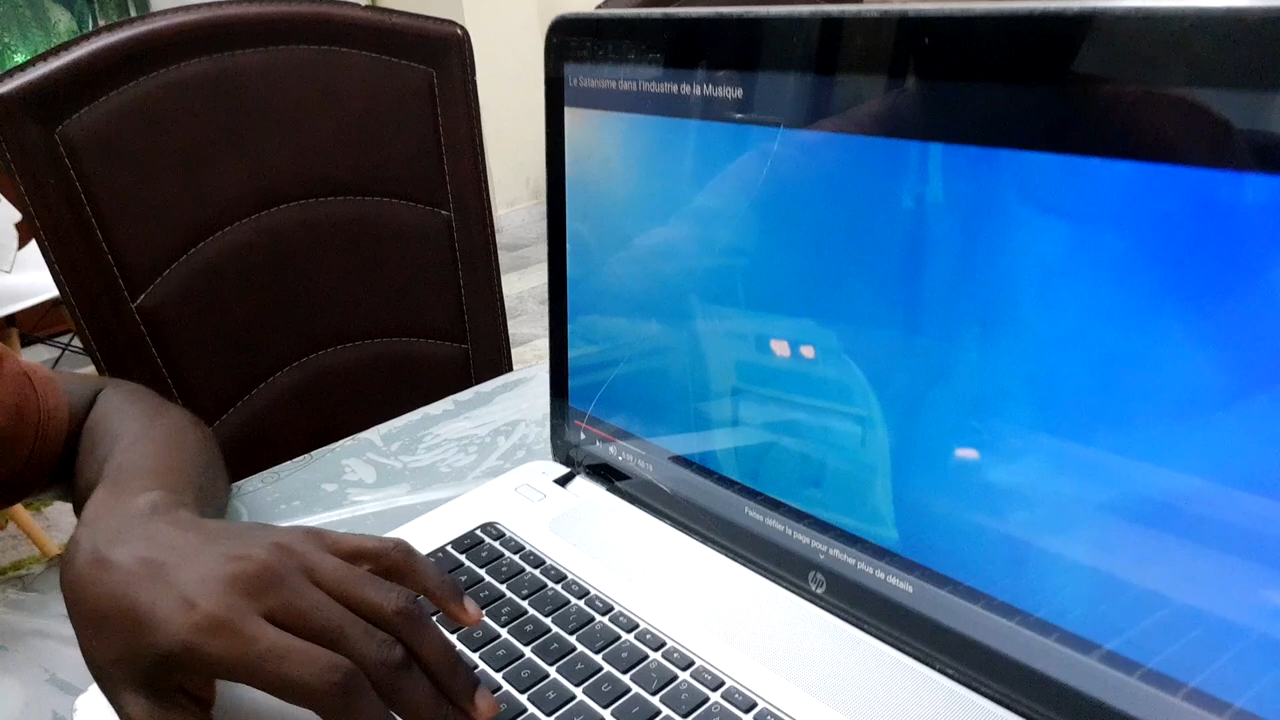 Le Satanisme dans l'Industrie de la Musique
Faites défiler la page pour afficher plus de détails
hp
A
Z
E
R
T
Y
U
I
D
F
G
H